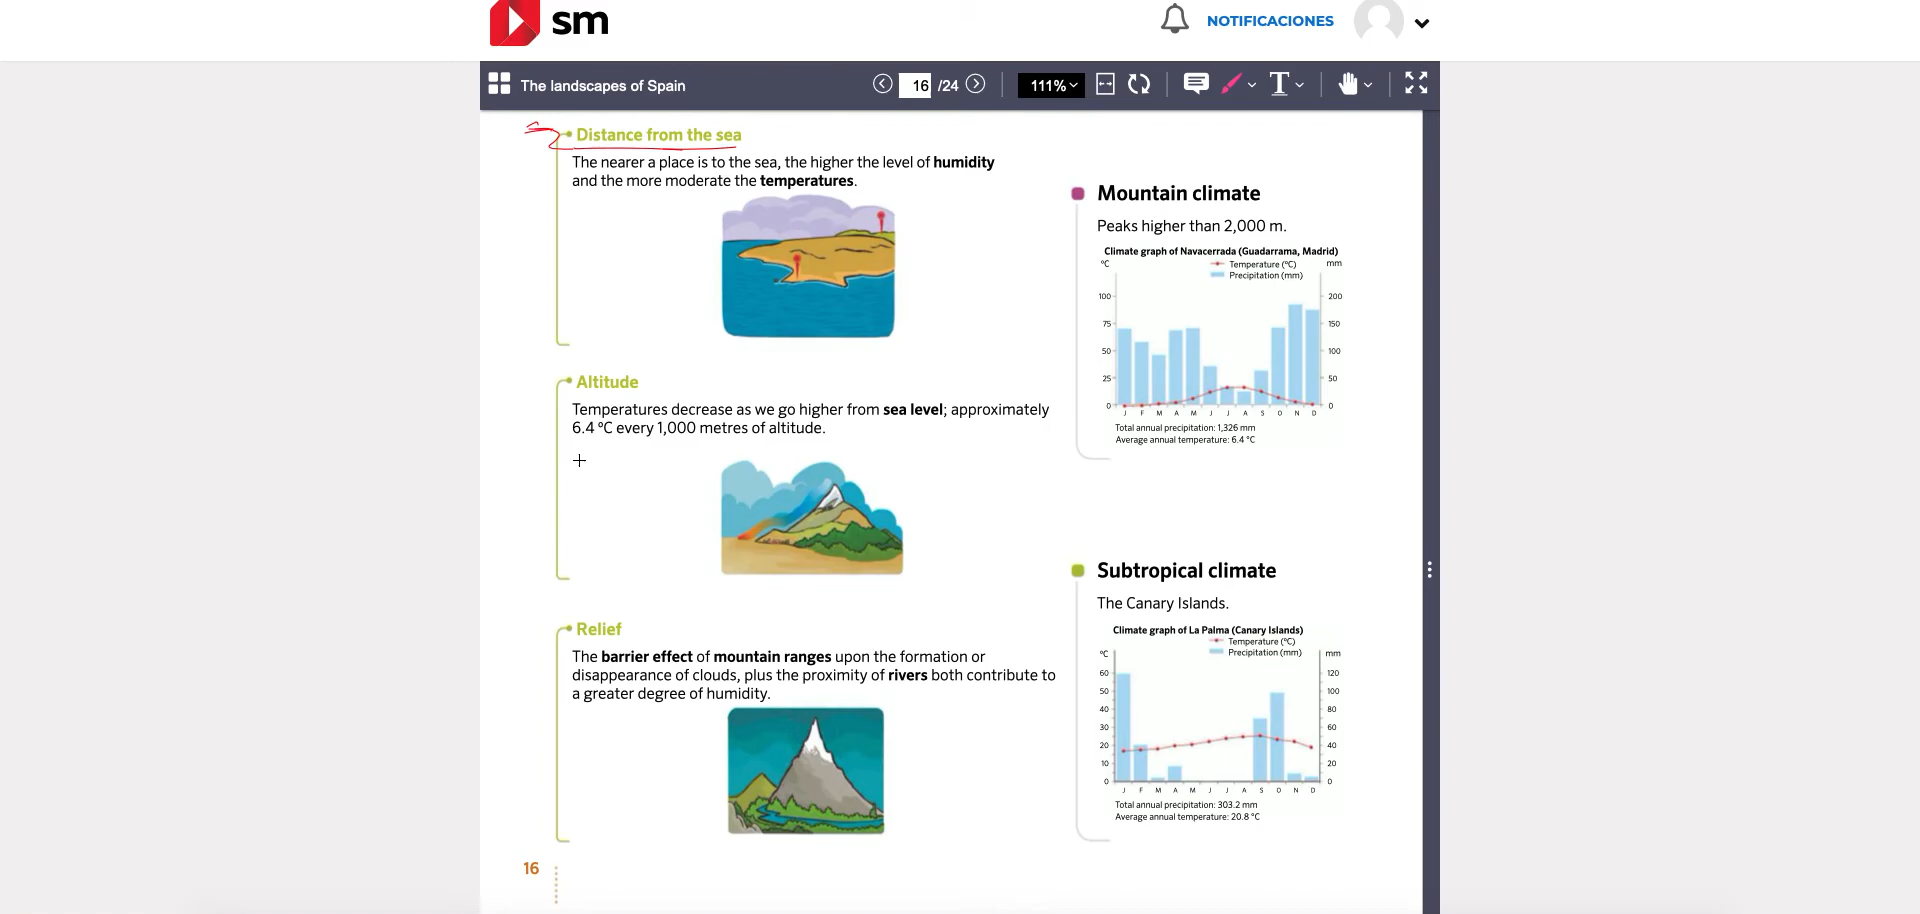 sm
NOTIFICACIONES
The landscapes of Spain
16 /24
111%
T
Distance from the sea
The nearer a place is to the sea, the higher the level of humidity
and the more moderate the temperatures.
Altitude
Temperatures decrease as we go higher from sea level; approximately
6.4 ºC every 1,000 metres of altitude.
Relief
The barrier effect of mountain ranges upon the formation or
disappearance of clouds, plus the proximity of rivers both contribute to
a greater degree of humidity.
Mountain climate
Peaks higher than 2,000 m.
Climate graph of Navacerrada (Guadarrama, Madrid)
ºC
Temperature (ºC)
mm
Precipitation (mm)
100
200
75
150
50
100
25
50
0
0
J F M A M J J A S O N D
Total annual precipitation: 1,326 mm
Average annual temperature: 6.4 ºC
Subtropical climate
The Canary Islands.
Climate graph of La Palma (Canary Islands)
Temperature (ºC)
ºC
Precipitation (mm)
mm
60
120
50
100
40
80
30
60
20
40
10
20
0
0
J F M A M J J A S O N D
Total annual precipitation: 303.2 mm
Average annual temperature: 20.8 ºC
16